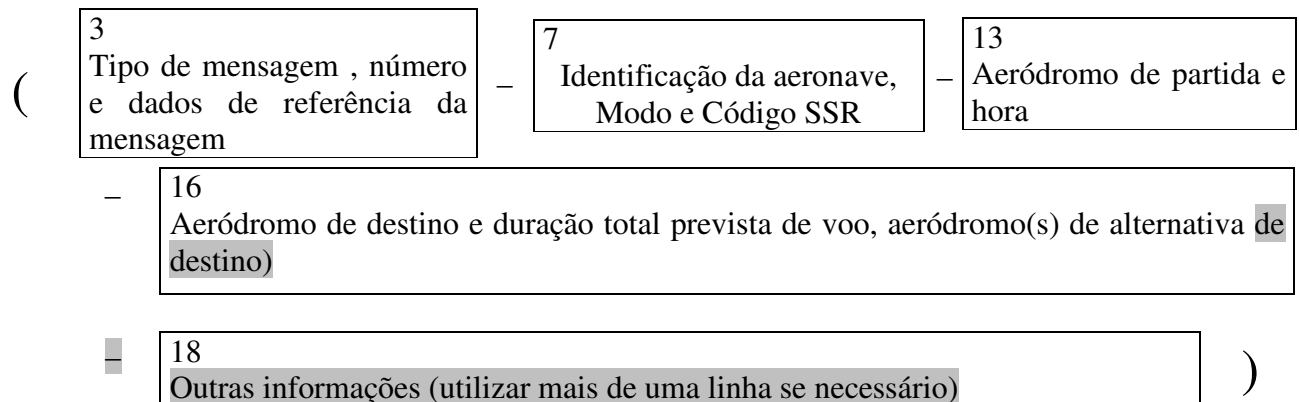 3
7
13
Tipo de mensagem , número
Identificação da aeronave,
Aeródromo de partida e
( e dados de referência da – Modo e Código SSR – hora
mensagem
– 16
Aeródromo de destino e duração total prevista de voo, aeródromo(s) de alternativa de
destino)
– 18 )
Outras informações (utilizar mais de uma linha se necessário)